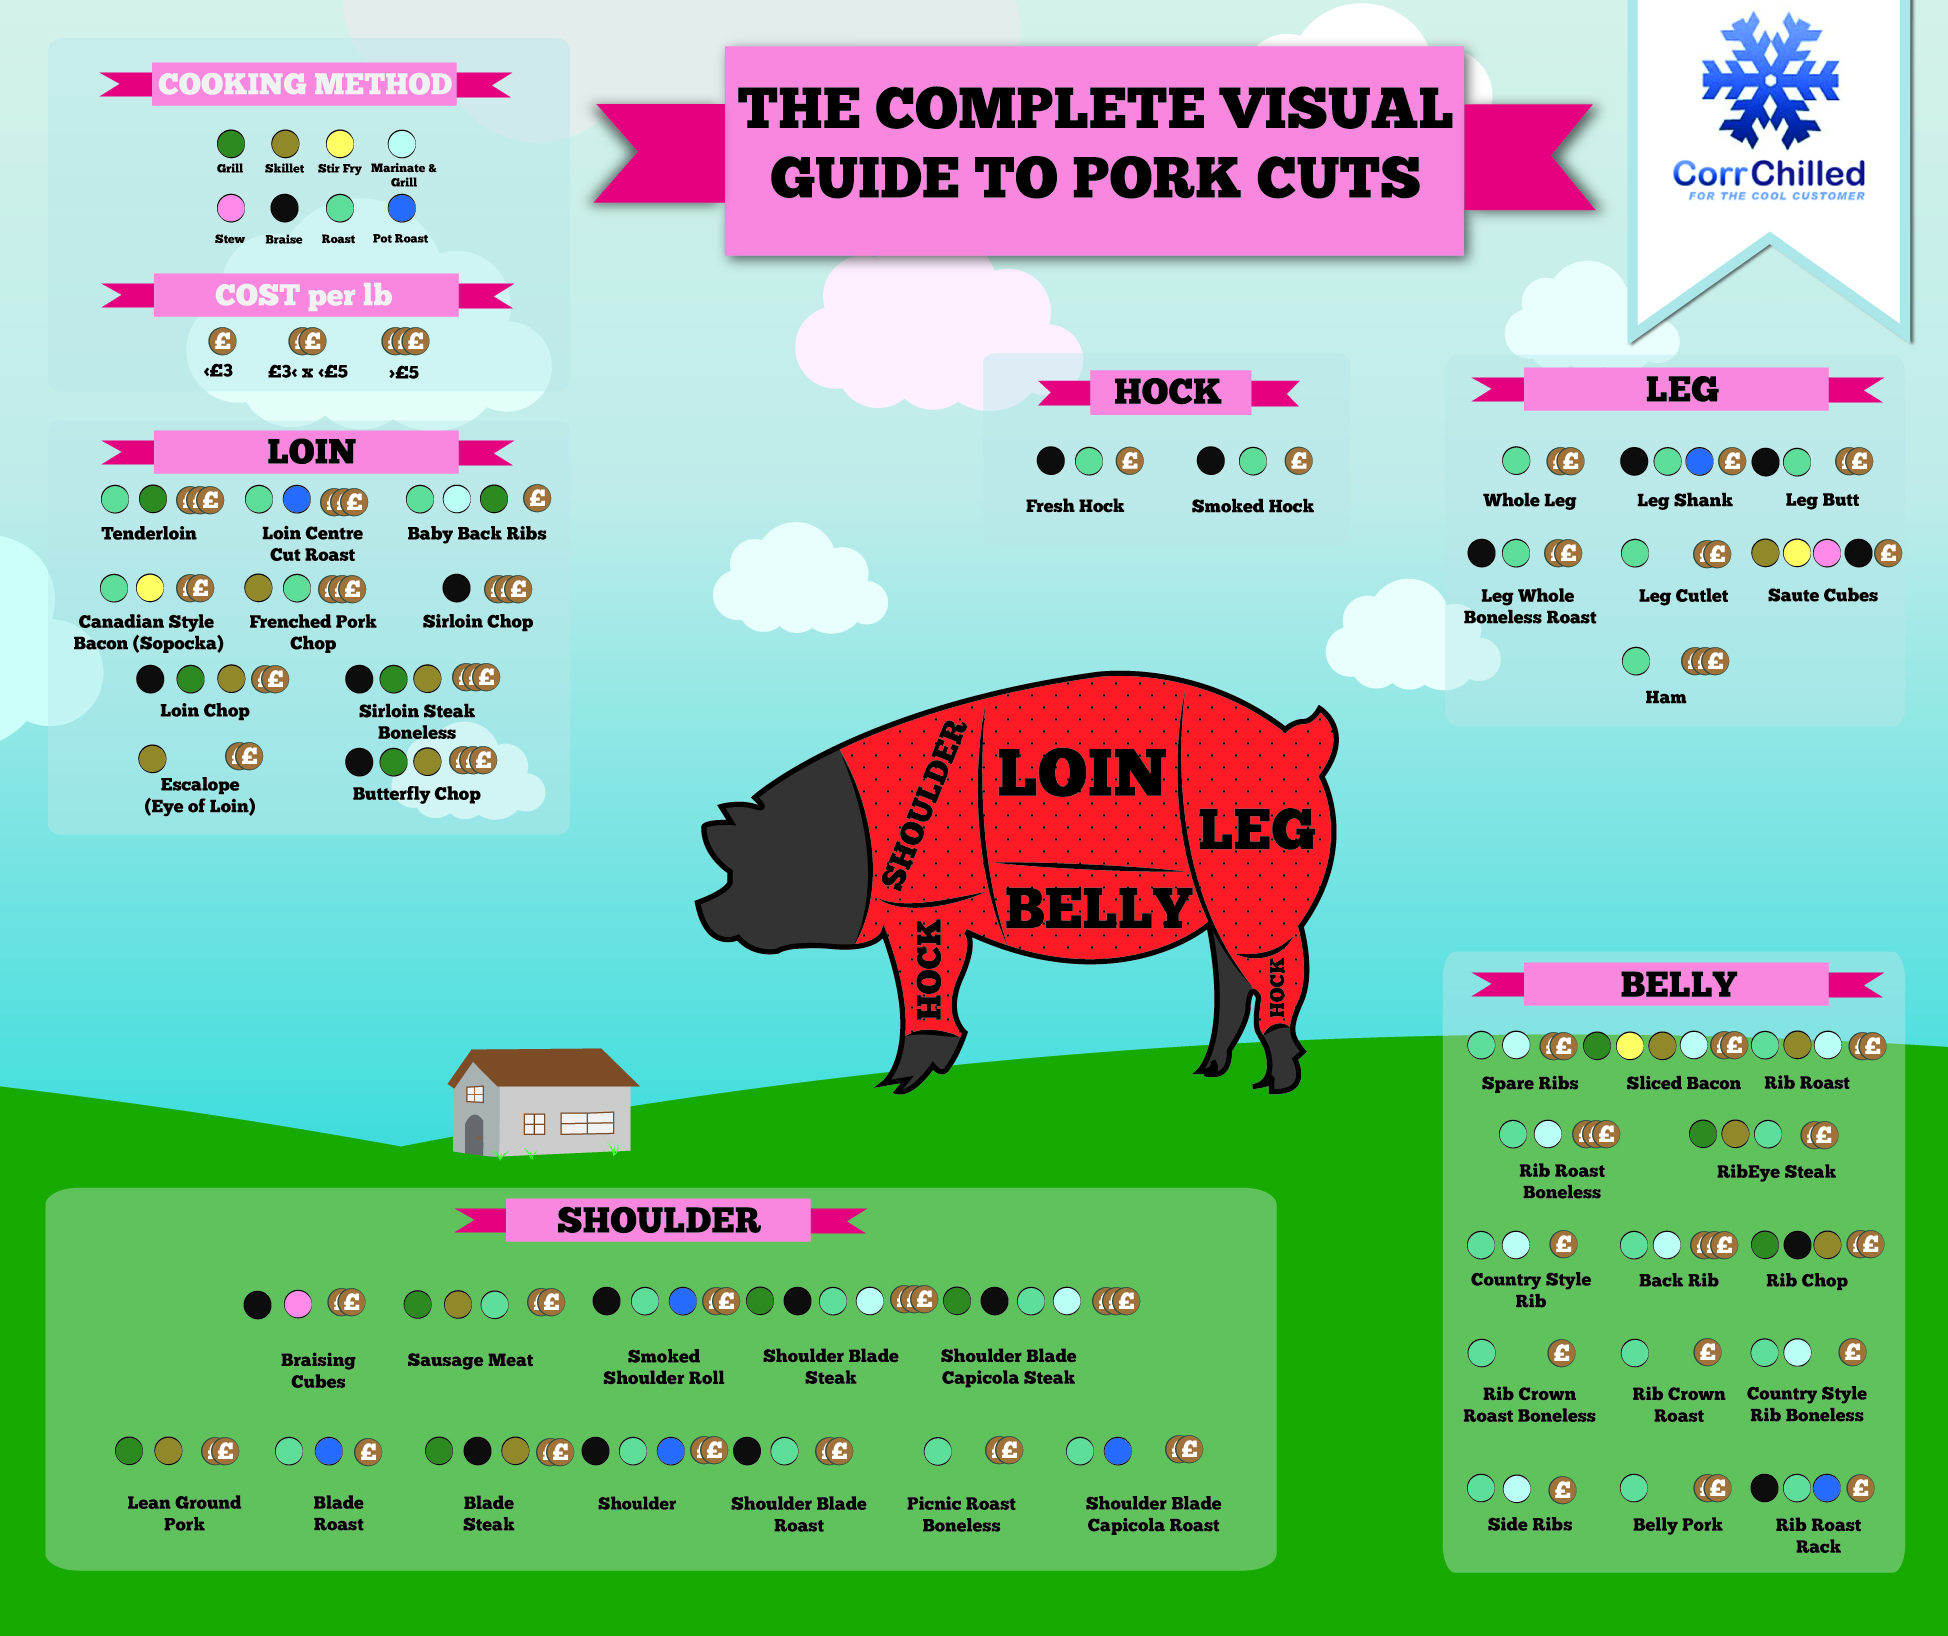 THE COMPLETE VISUAL
GUIDE TO PORK CUTS
CorrChilled
FOR THE COOL CUSTOMER
COOKING METHOD
Grill
Skillet
Stir Fry
Marinate &
Grill
Stew
Braise
Roast
Pot Roast
COST per lb
£
£
£
‹£3
£3‹ x ‹£5
›£5
LOIN
£
£
£
Tenderloin
Loin Centre
Cut Roast
Baby Back Ribs
£
£
£
Canadian Style
Bacon (Sopocka)
Frenched Pork
Chop
Sirloin Chop
£
£
Loin Chop
Sirloin Steak
Boneless
£
£
Escalope
(Eye of Loin)
Butterfly Chop
HOCK
£
£
Fresh Hock
Smoked Hock
LEG
£
£
£
Whole Leg
Leg Shank
Leg Butt
£
£
£
Leg Whole
Boneless Roast
Leg Cutlet
Saute Cubes
£
Ham
SHOULDER
LOIN
LEG
BELLY
HOCK
HOCK
BELLY
£
£
£
Spare Ribs
Sliced Bacon
Rib Roast
£
£
Rib Roast
Boneless
RibEye Steak
£
£
£
Country Style
Rib
Back Rib
Rib Chop
£
£
£
Rib Crown
Roast Boneless
Rib Crown
Roast
Country Style
Rib Boneless
£
£
£
Side Ribs
Belly Pork
Rib Roast
Rack
SHOULDER
£
£
£
£
£
Braising
Cubes
Sausage Meat
Smoked
Shoulder Roll
Shoulder Blade
Steak
Shoulder Blade
Capicola Steak
£
£
£
£
£
£
£
Lean Ground
Pork
Blade
Roast
Blade
Steak
Shoulder
Shoulder Blade
Roast
Picnic Roast
Boneless
Shoulder Blade
Capicola Roast